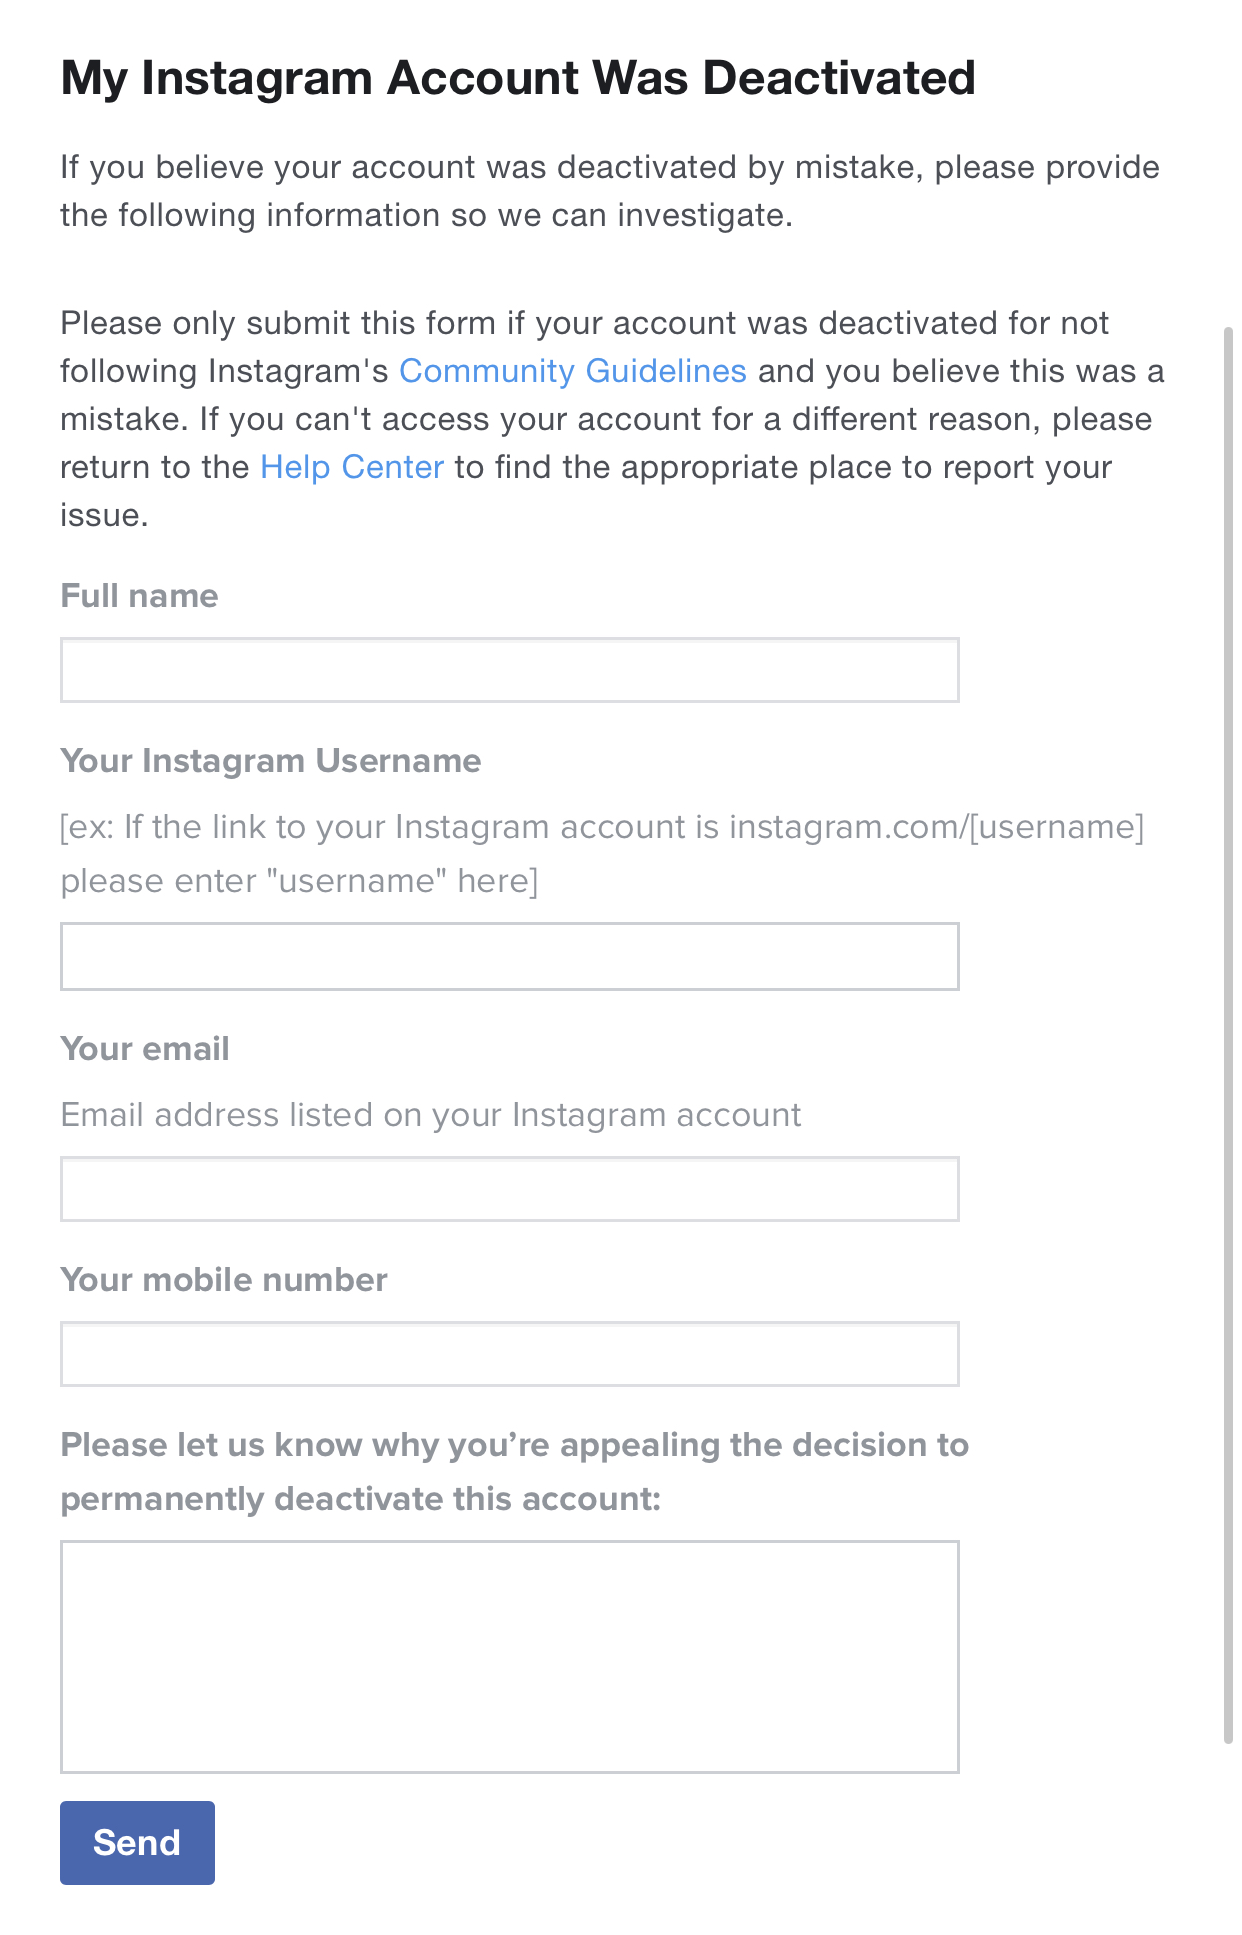 My Instagram Account Was Deactivated
If you believe your account was deactivated by mistake, please provide
the following information so we can investigate.
Please only submit this form if your account was deactivated for not
following Instagram's Community Guidelines and you believe this was a
mistake. If you can't access your account for a different reason, please
return to the Help Center to find the appropriate place to report your
issue.
Full name
Your Instagram Username
[ex: If the link to your Instagram account is instagram.com/[username]
please enter "username" here]
Your email
Email address listed on your Instagram account
Your mobile number
Please let us know why you’re appealing the decision to
permanently deactivate this account:
Send